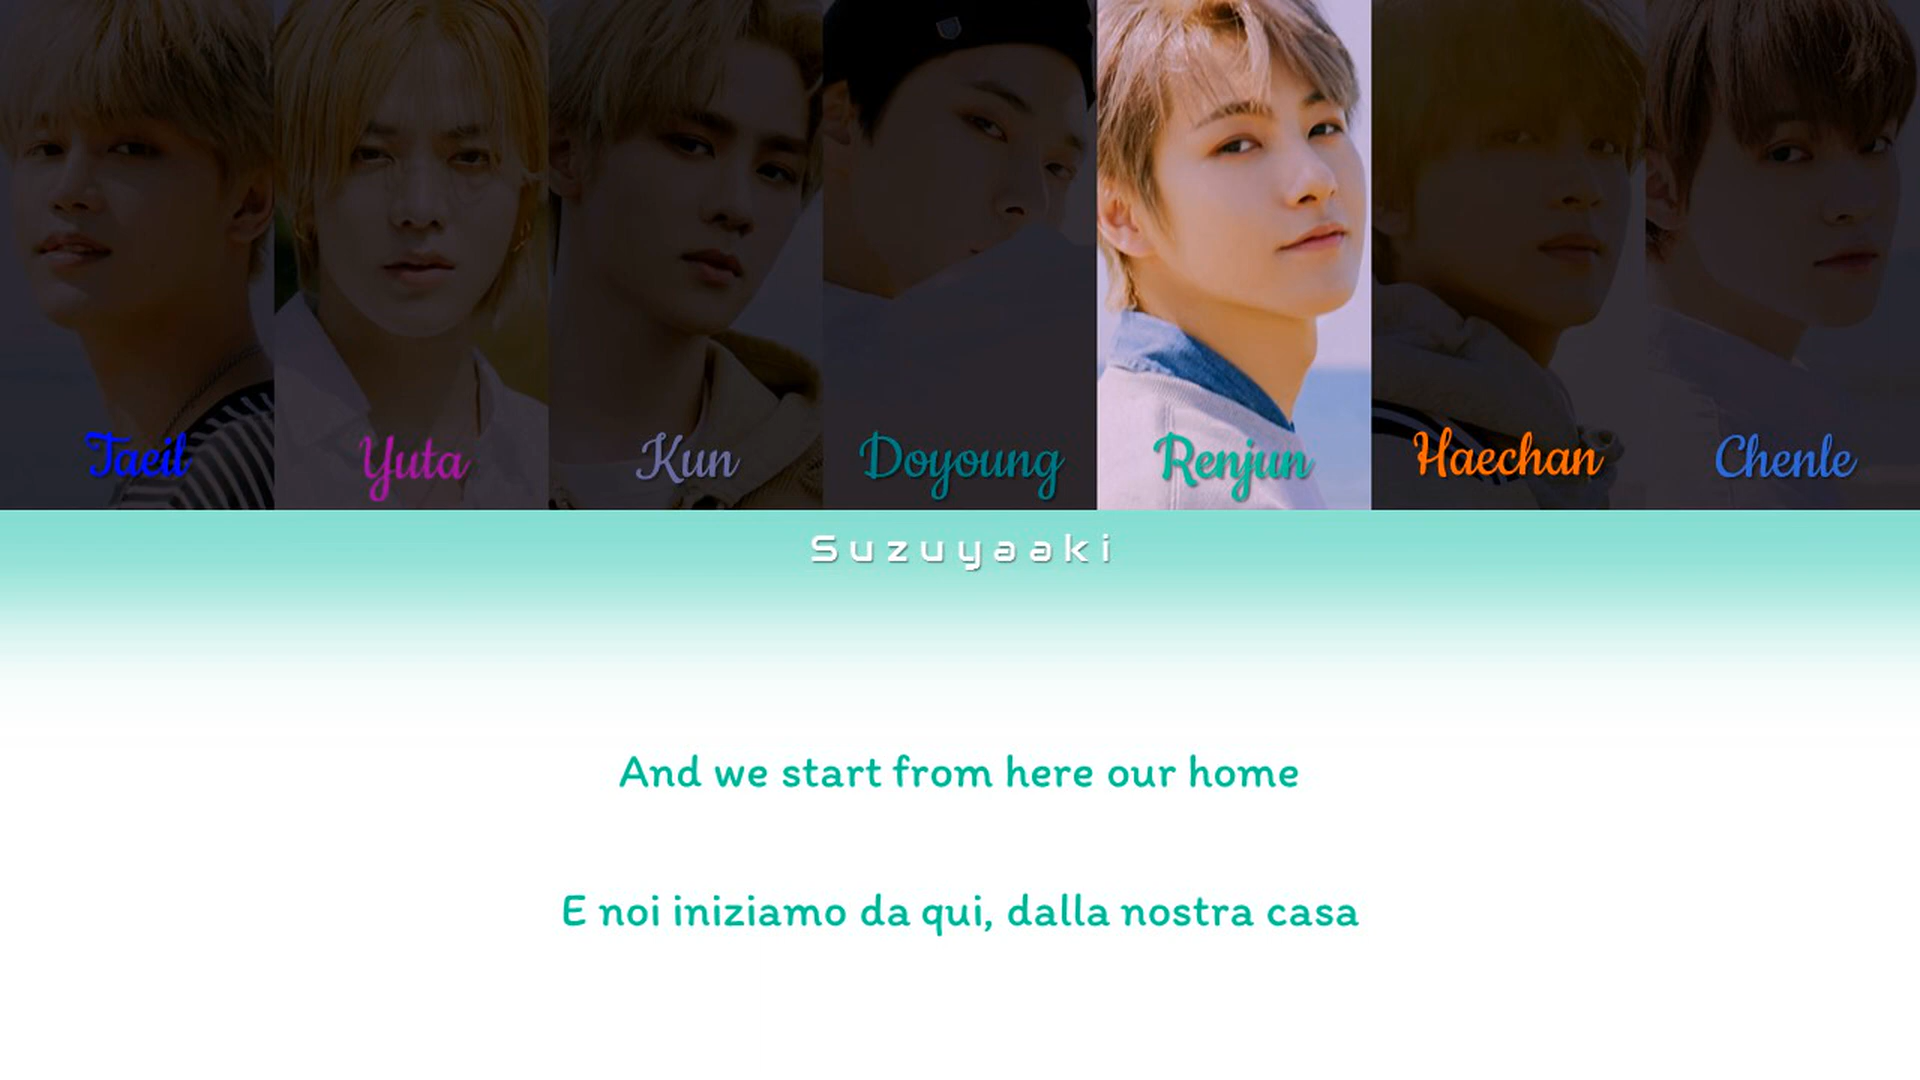 Taeil Yuta Kun Doyoung Renjun Haechan Chenle
Suzuyaaki
And we start from here our home
E noi iniziamo da qui, dalla nostra casa